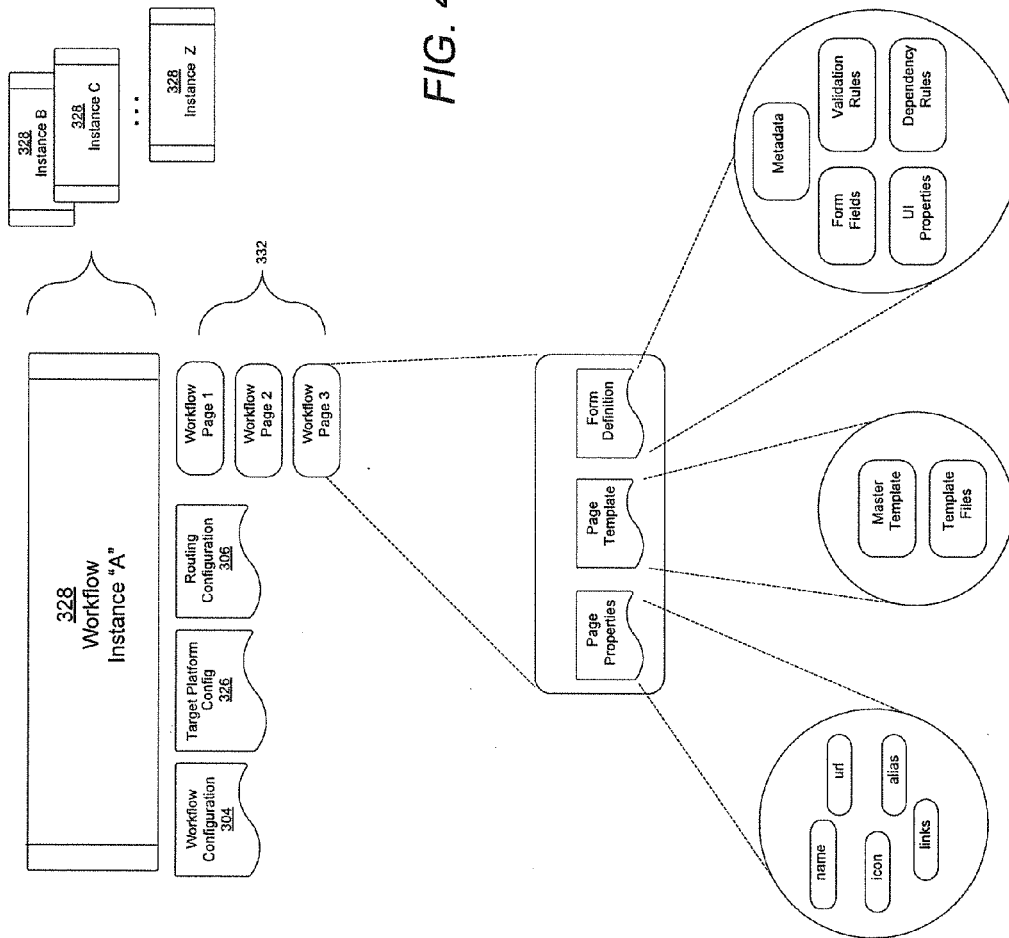 328
Workflow
Instance "A"
328
Instance B
328
Instance C
...
328
Instance Z
Workflow
Configuration
304
Target Platform
Config
326
Routing
Configuration
306
Workflow
Page 1
Workflow
Page 2
Workflow
Page 3
332
FIG. 4
Page
Properties
Page
Template
Form
Definition
name
url
icon
alias
links
Master
Template
Template
Files
Metadata
Form
Fields
Validation
Rules
UI
Properties
Dependency
Rules